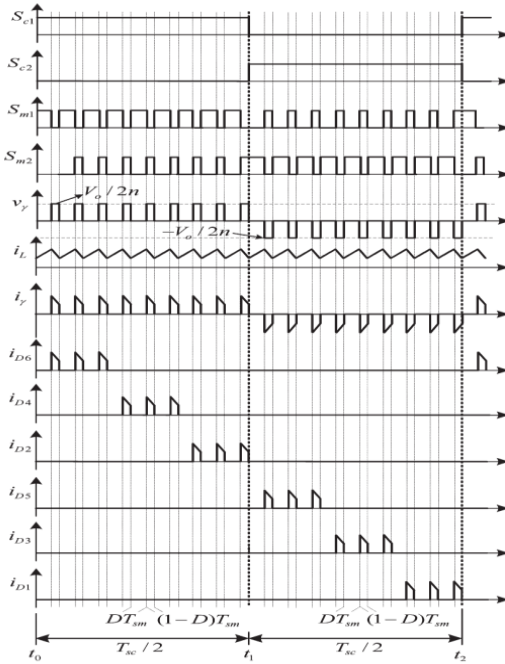 S_c1
S_c2
S_m1
S_m2
v_γ
V_o / 2n
−V_o / 2n
i_L
i_γ
i_D6
i_D4
i_D2
i_D5
i_D3
i_D1
DT_sm (1−D)T_sm DT_sm (1−D)T_sm
t_0 T_sc / 2 t_1 T_sc / 2 t_2